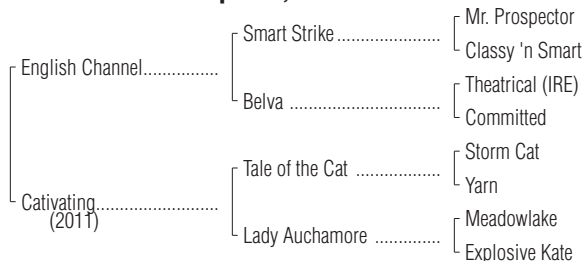 Mr. Prospector
Smart Strike ....................
Classy 'n Smart
English Channel................
Theatrical (IRE)
Belva .............................
Committed
Storm Cat
Tale of the Cat .................
Yarn
Cativating.........................
(2011)
Meadowlake
Lady Auchamore .............
Explosive Kate